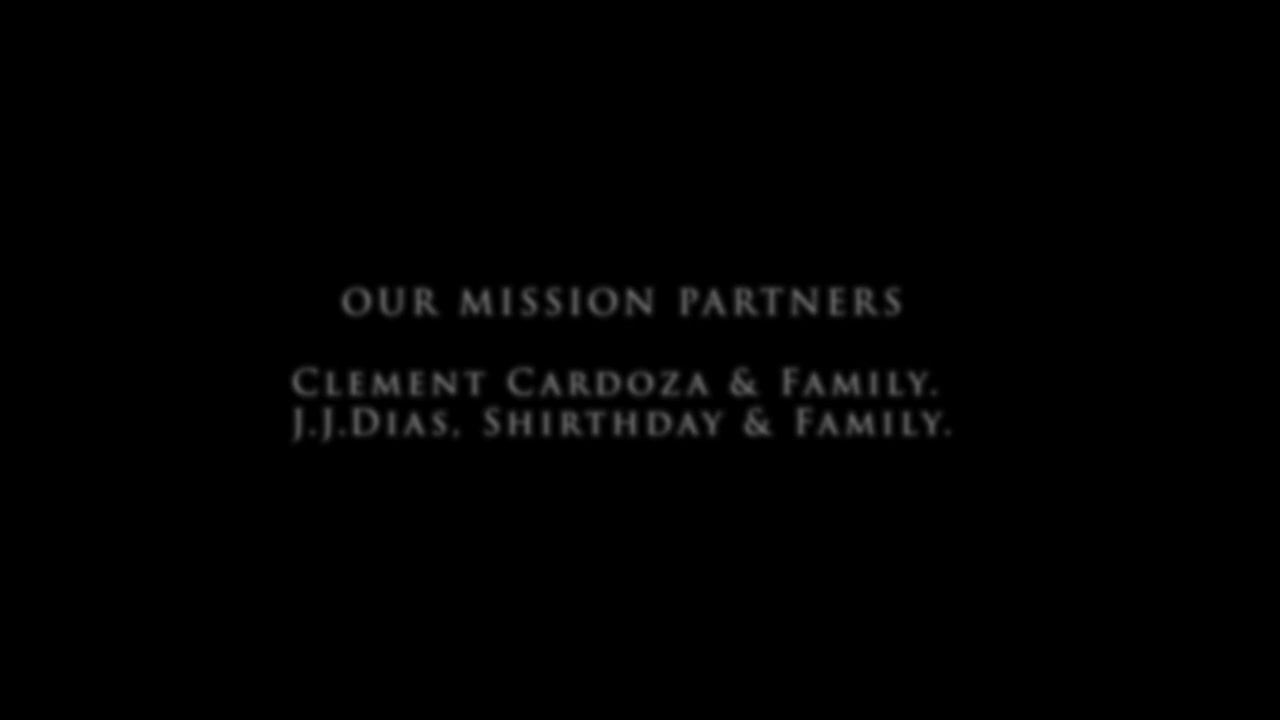 OUR MISSION PARTNERS
CLEMENT CARDOZA & FAMILY.
J.J.DIAS, SHIRTHDAY & FAMILY.